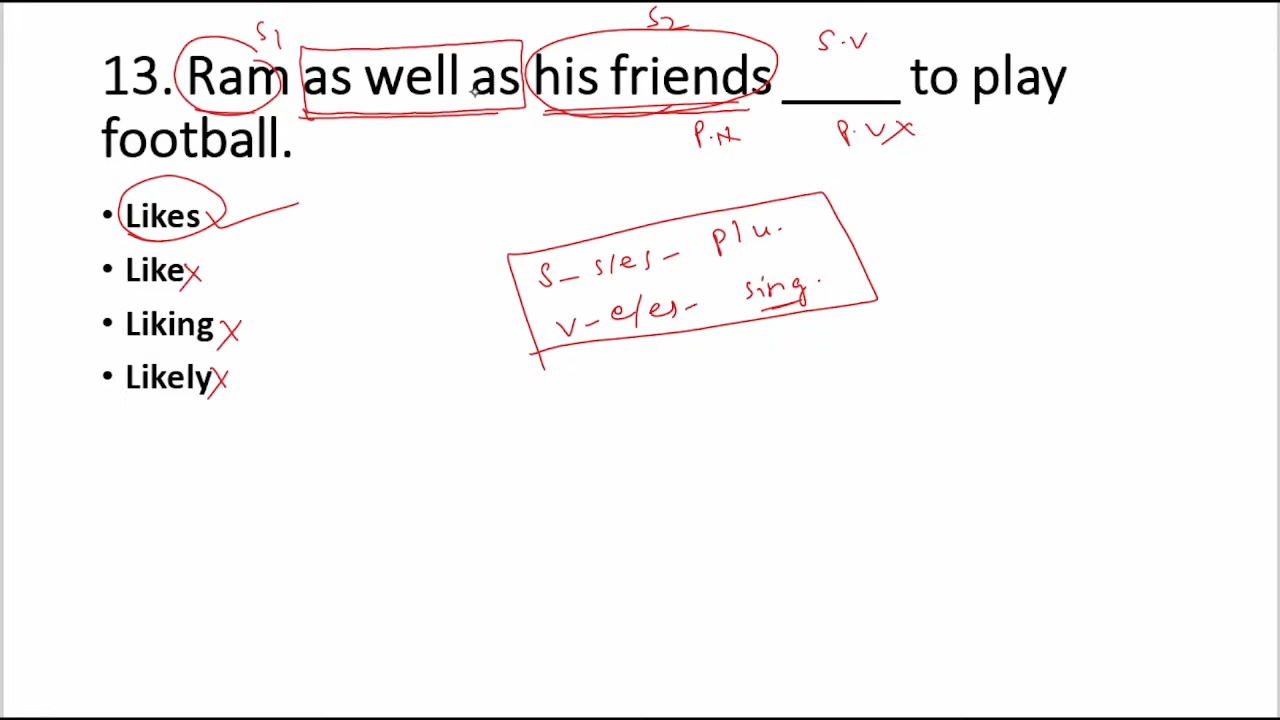 S1 S2 S.V
13. Ram as well as his friends _____ to play
P.N P.V X
football.
• Likes
• Like X
• Liking X
• Likely X
S – s/es – plu.
V – e/es – sing.